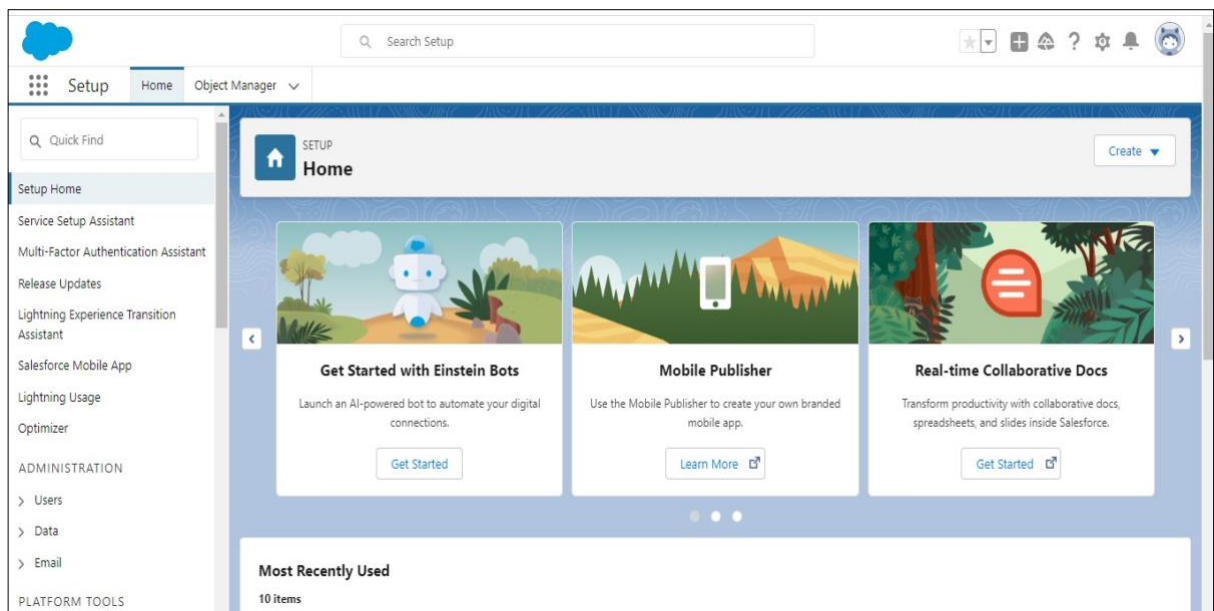 Search Setup
?
Setup
Home
Object Manager
Quick Find
Setup Home
Service Setup Assistant
Multi-Factor Authentication Assistant
Release Updates
Lightning Experience Transition
Assistant
Salesforce Mobile App
Lightning Usage
Optimizer
ADMINISTRATION
Users
Data
Email
PLATFORM TOOLS
SETUP
Home
Create
Get Started with Einstein Bots
Launch an AI-powered bot to automate your digital
connections.
Get Started
Mobile Publisher
Use the Mobile Publisher to create your own branded
mobile app.
Learn More
Real-time Collaborative Docs
Transform productivity with collaborative docs,
spreadsheets, and slides inside Salesforce.
Get Started
Most Recently Used
10 items